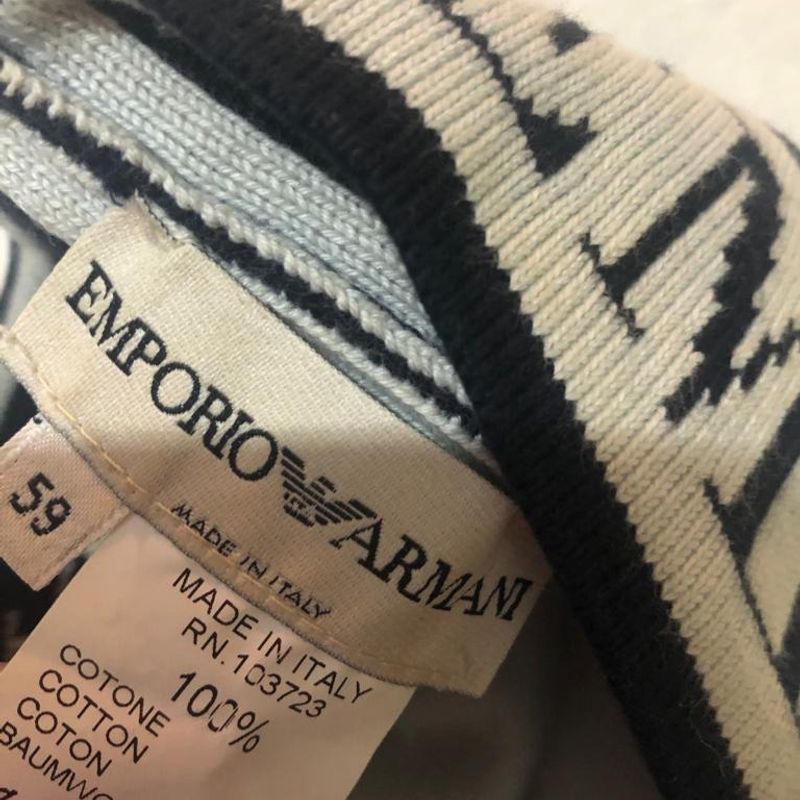 EMPORIO ARMANI
MADE IN ITALY
59
MADE IN ITALY
RN.103723
100%
COTONE
COTTON
COTON